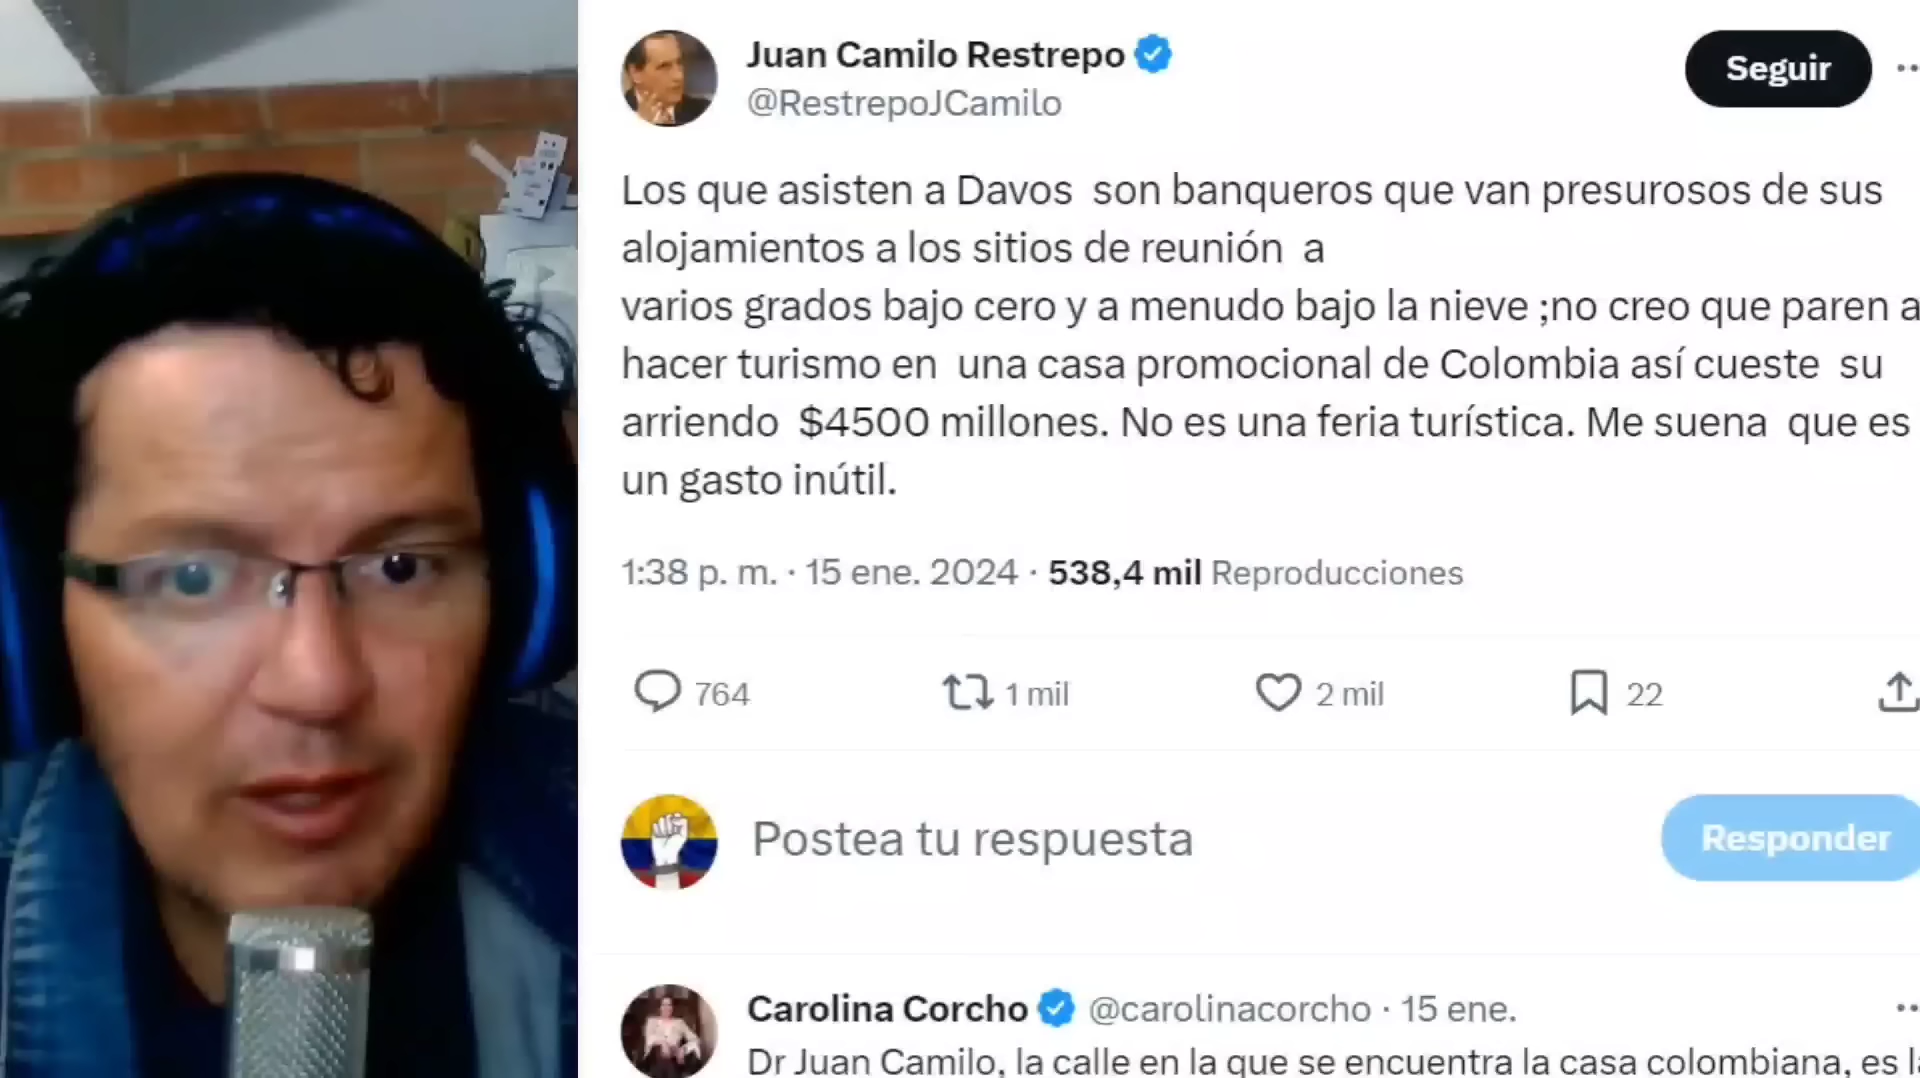 Juan Camilo Restrepo
Seguir
@RestrepoJCamilo
Los que asisten a Davos son banqueros que van presurosos de sus
alojamientos a los sitios de reunión a
varios grados bajo cero y a menudo bajo la nieve ;no creo que paren a
hacer turismo en una casa promocional de Colombia así cueste su
arriendo $4500 millones. No es una feria turística. Me suena que es
un gasto inútil.
1:38 p. m. · 15 ene. 2024 · 538,4 mil Reproducciones
764 1 mil 2 mil 22
Postea tu respuesta
Responder
Carolina Corcho @carolinacorcho · 15 ene.
Dr Juan Camilo, la calle en la que se encuentra la casa colombiana, es